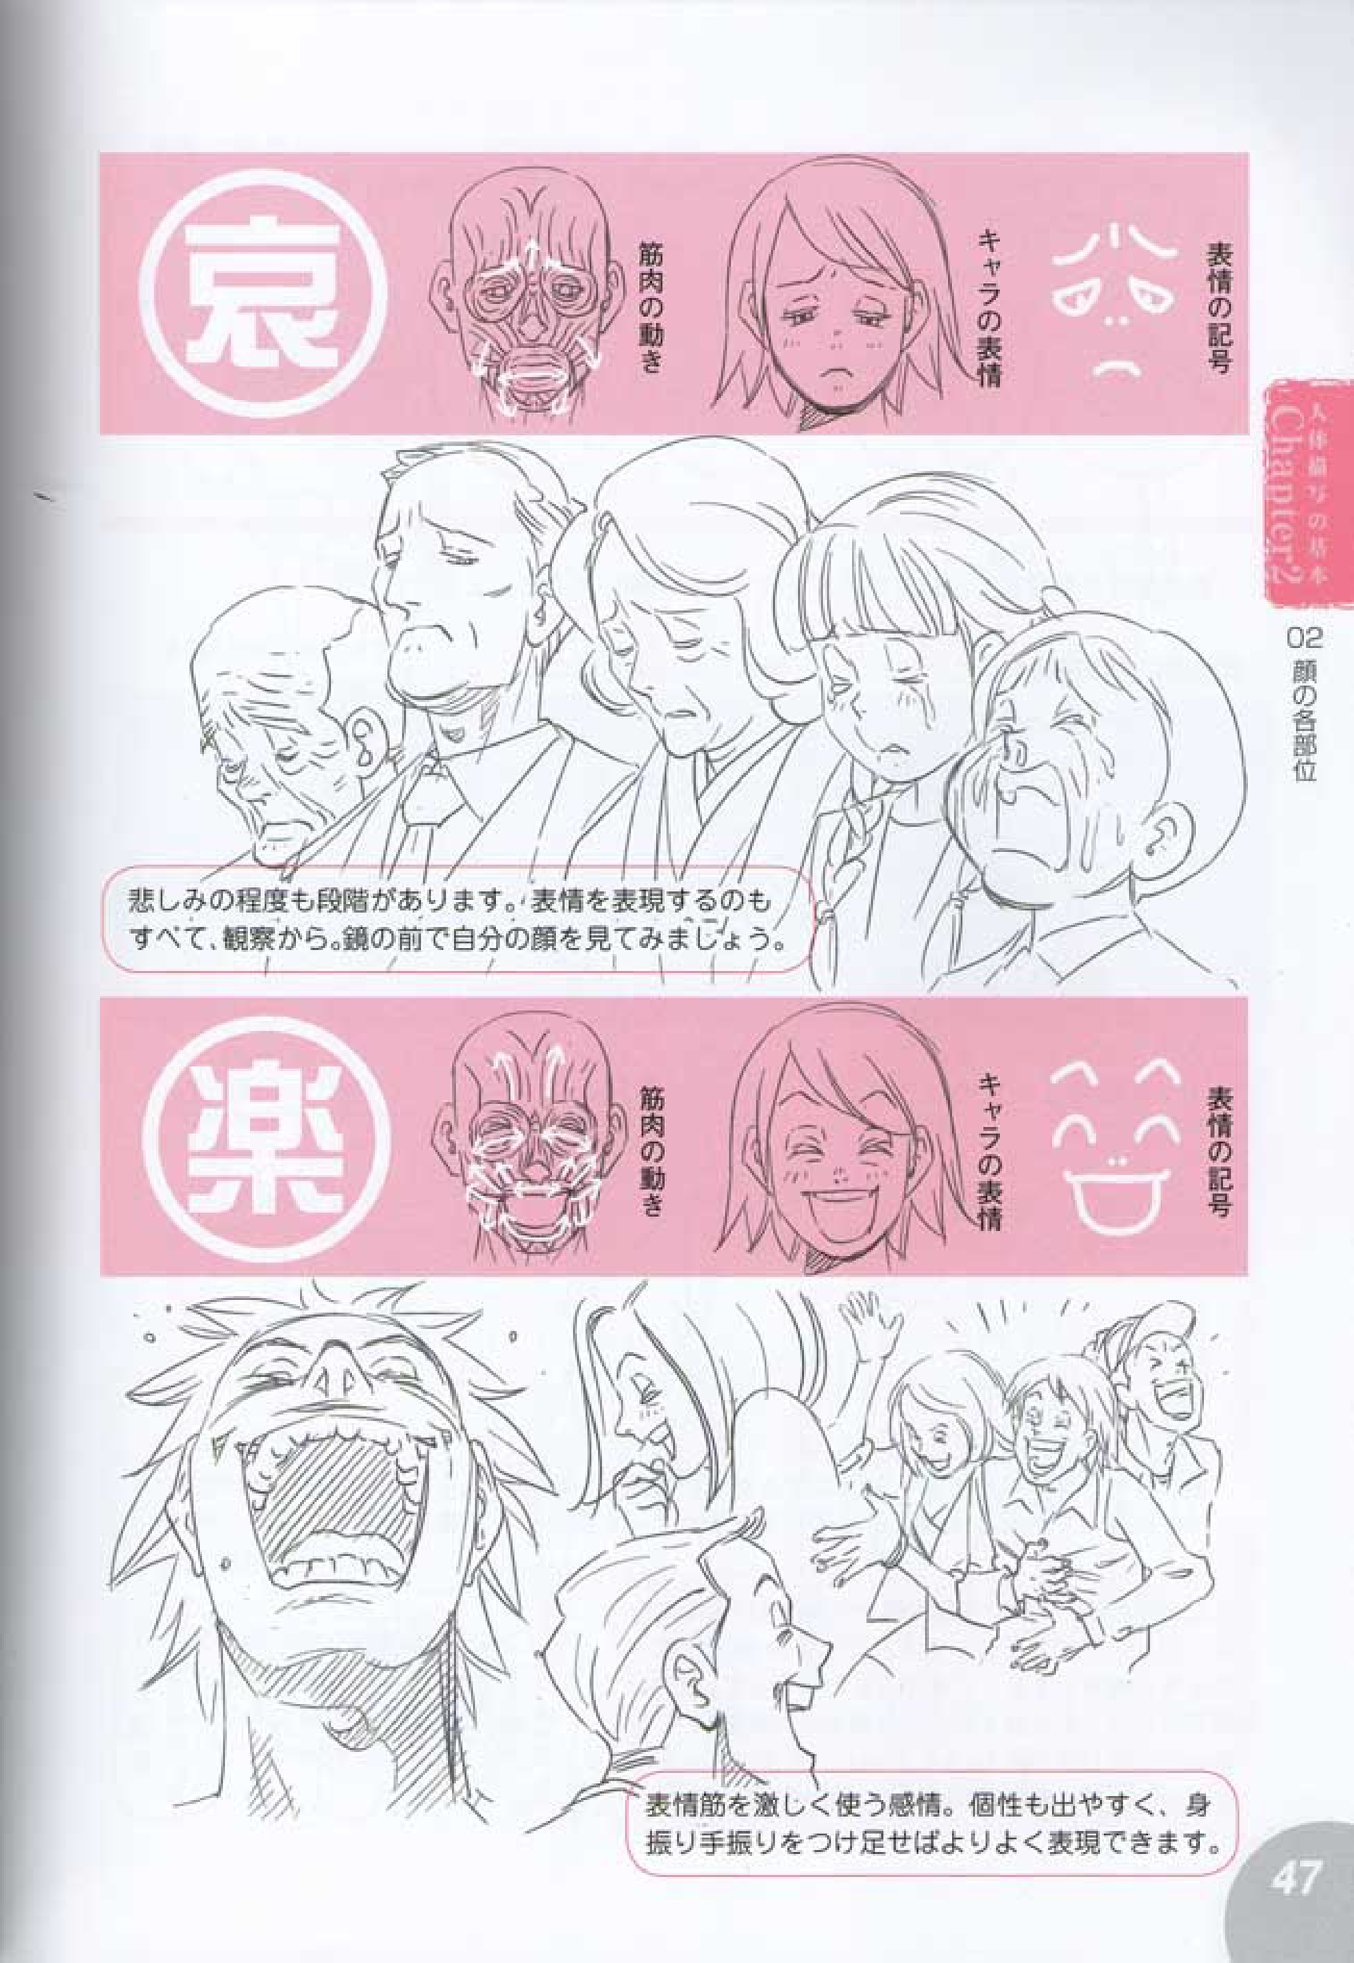 哀
筋肉の動き
キャラの表情
表情の記号
人体描写の基本
Chapter.2
02 顔の各部位
悲しみの程度も段階があります。表情を表現するのも
すべて、観察から。鏡の前で自分の顔を見てみましょう。
楽
筋肉の動き
キャラの表情
表情の記号
表情筋を激しく使う感情。個性も出やすく、身
振り手振りをつけ足せばよりよく表現できます。
47